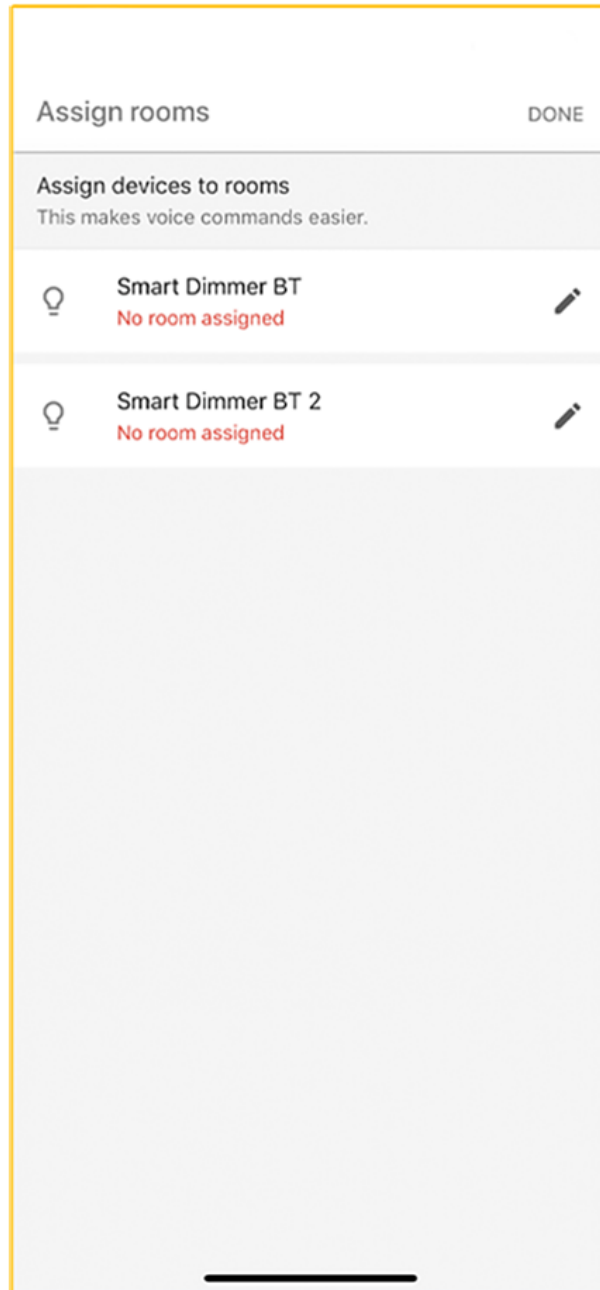 Assign rooms
DONE
Assign devices to rooms
This makes voice commands easier.
Smart Dimmer BT
No room assigned
Smart Dimmer BT 2
No room assigned